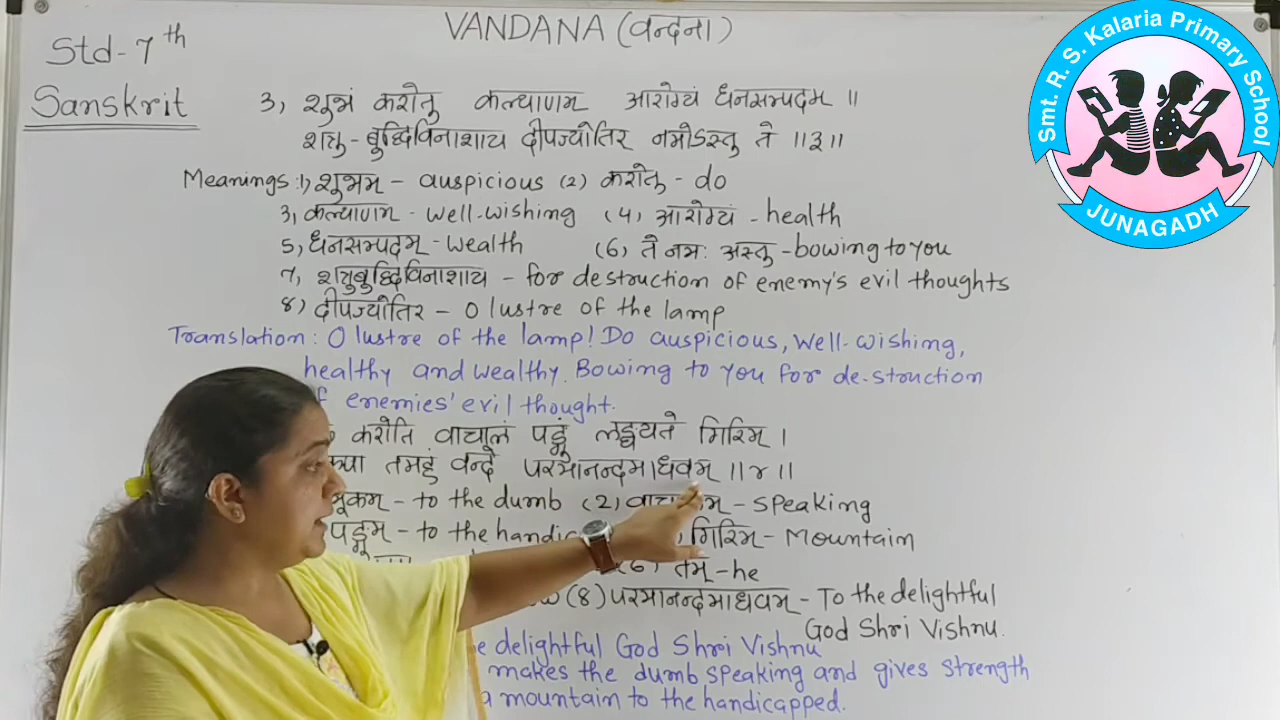 VANDANA (वन्दना)
Std - 7th
Sanskrit
Smt. R. S. Kalaria Primary School
JUNAGADH
3) शुभं करोतु कल्याणम् आरोग्यं धनसम्पदम् ॥
शत्रु - बुद्धिविनाशाय दीपज्योतिर् नमोऽस्तु ते ॥३॥
Meanings: 1) शुभम् - auspicious (2) करोतु - do
3) कल्याणम् - well-wishing (4) आरोग्यं - health
5) धनसम्पदम् - wealth (6) ते नमः अस्तु - bowing to you
7) शत्रुबुद्धिविनाशाय - for destruction of enemy's evil thoughts
8) दीपज्योतिर् - O lustre of the lamp
Translation: O lustre of the lamp! Do auspicious, well-wishing,
healthy and wealthy. Bowing to you for de-struction
enemies' evil thought.
करोति वाचालं पङ्गुं लङ्घयते गिरिम् ।
तमहं वन्दे परमानन्दमाधवम् ॥४॥
मूकम् - to the dumb (2) - speaking
पङ्गुम् - to the गिरिम् - Mountain
(6) तम् - he
(8) परमानन्दमाधवम् - To the delightful
God Shri Vishnu.
delightful God Shri Vishnu
makes the dumb speaking and gives strength
a mountain to the handicapped.